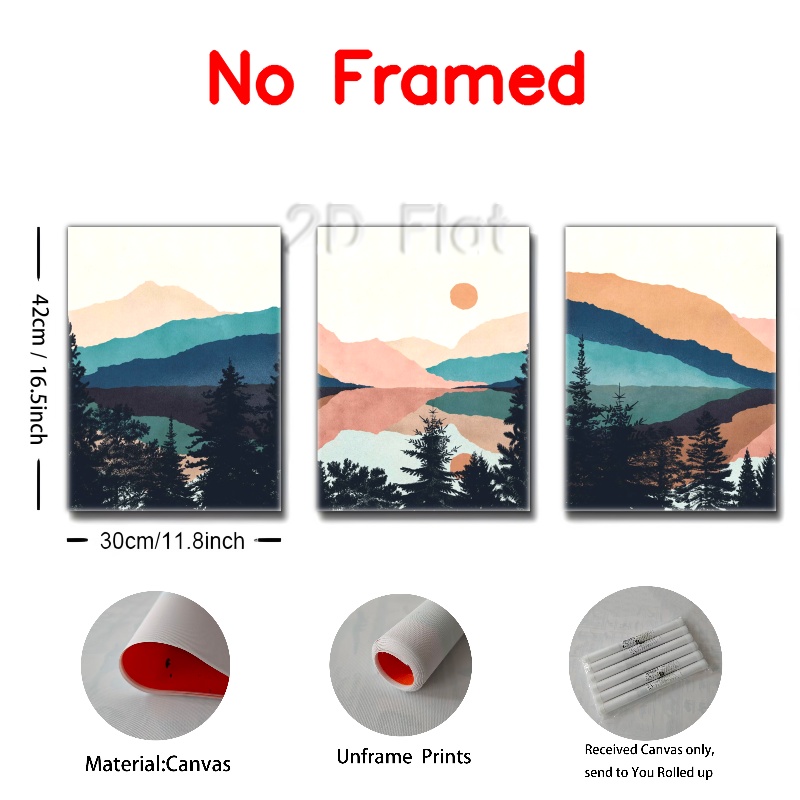 No Framed
2D Flat
42cm / 16.5inch
30cm/11.8inch
Material:Canvas
Unframe Prints
Received Canvas only,
send to You Rolled up